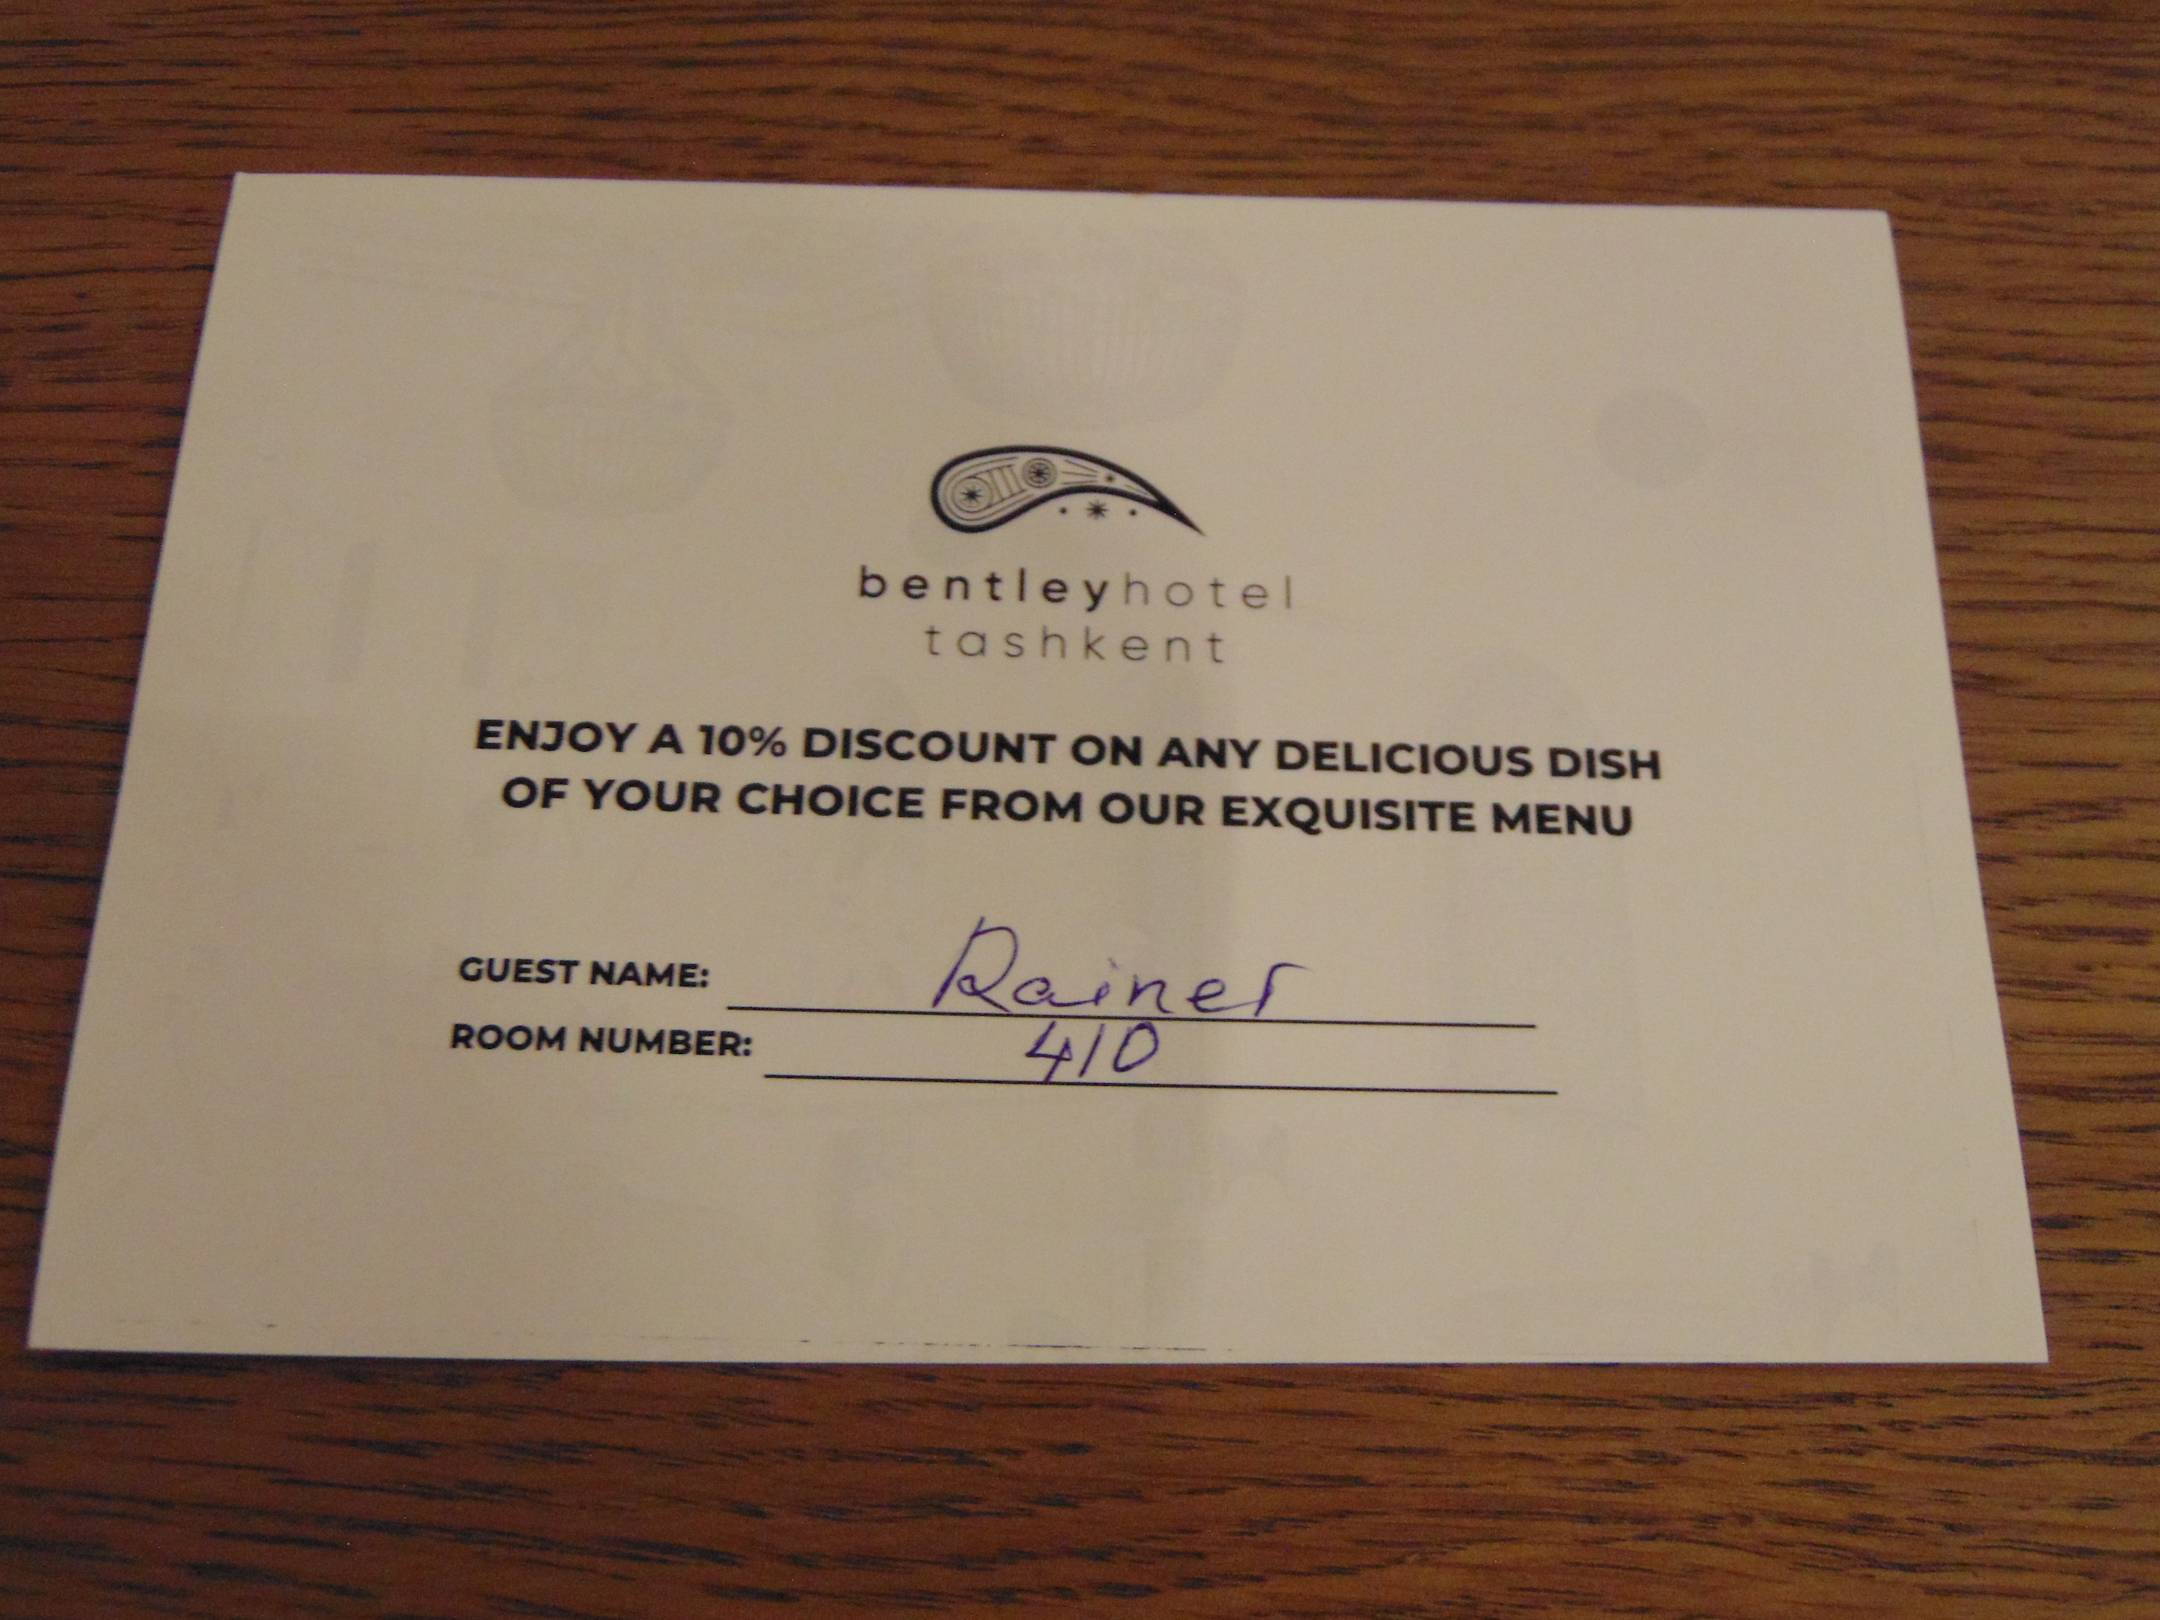 bentleyhotel
tashkent
ENJOY A 10% DISCOUNT ON ANY DELICIOUS DISH
OF YOUR CHOICE FROM OUR EXQUISITE MENU
GUEST NAME: Rainer
ROOM NUMBER: 410